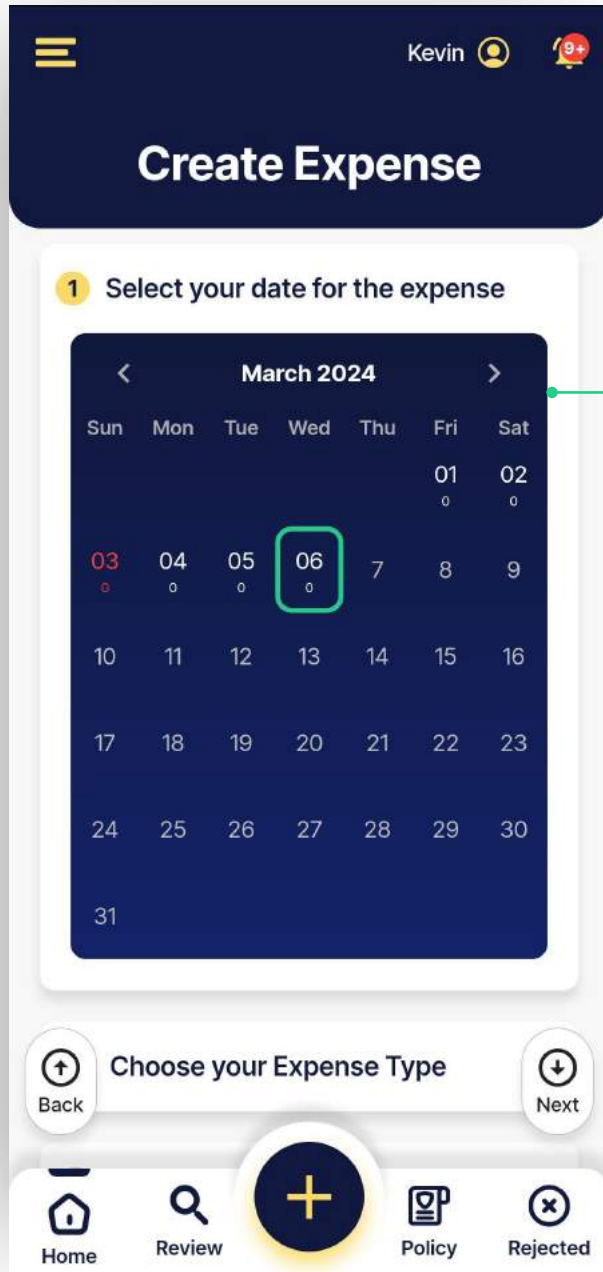 Kevin 9+
Create Expense
1 Select your date for the expense
March 2024
Sun Mon Tue Wed Thu Fri Sat
01 02
0 0
03 04 05 06 7 8 9
0 0 0 0
10 11 12 13 14 15 16
17 18 19 20 21 22 23
24 25 26 27 28 29 30
31
Choose your Expense Type
Back Next
Home Review Policy Rejected